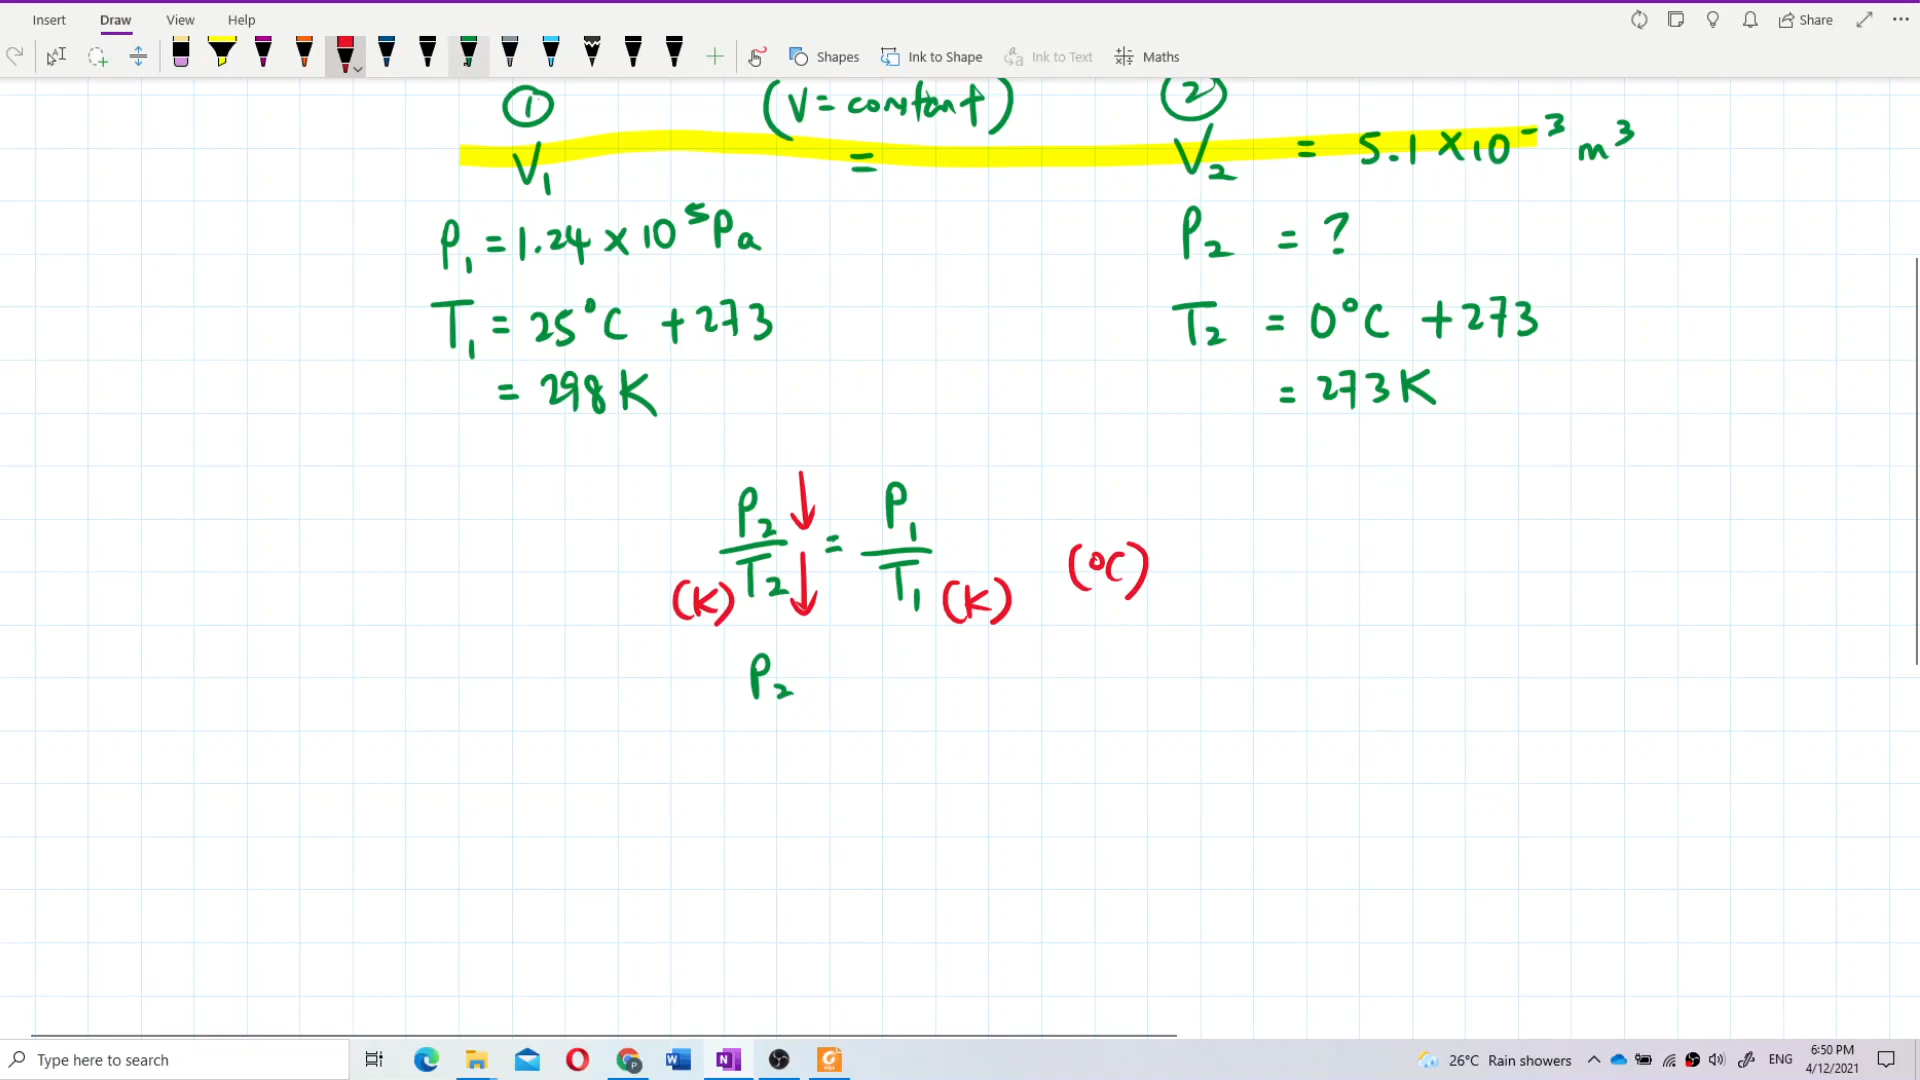 Insert Draw View Help Share
Shapes Ink to Shape Ink to Text Maths
① (V = constant) ②
V₁ = V₂ = 5.1 × 10⁻³ m³
P₁ = 1.24 × 10⁵ Pa P₂ = ?
T₁ = 25°C + 273 T₂ = 0°C + 273
= 298 K = 273 K
P₂ ↓ P₁
— = — (°C)
(K) T₂ ↓ T₁ (K)
P₂
Type here to search 26°C Rain showers ENG 6:50 PM
4/12/2021